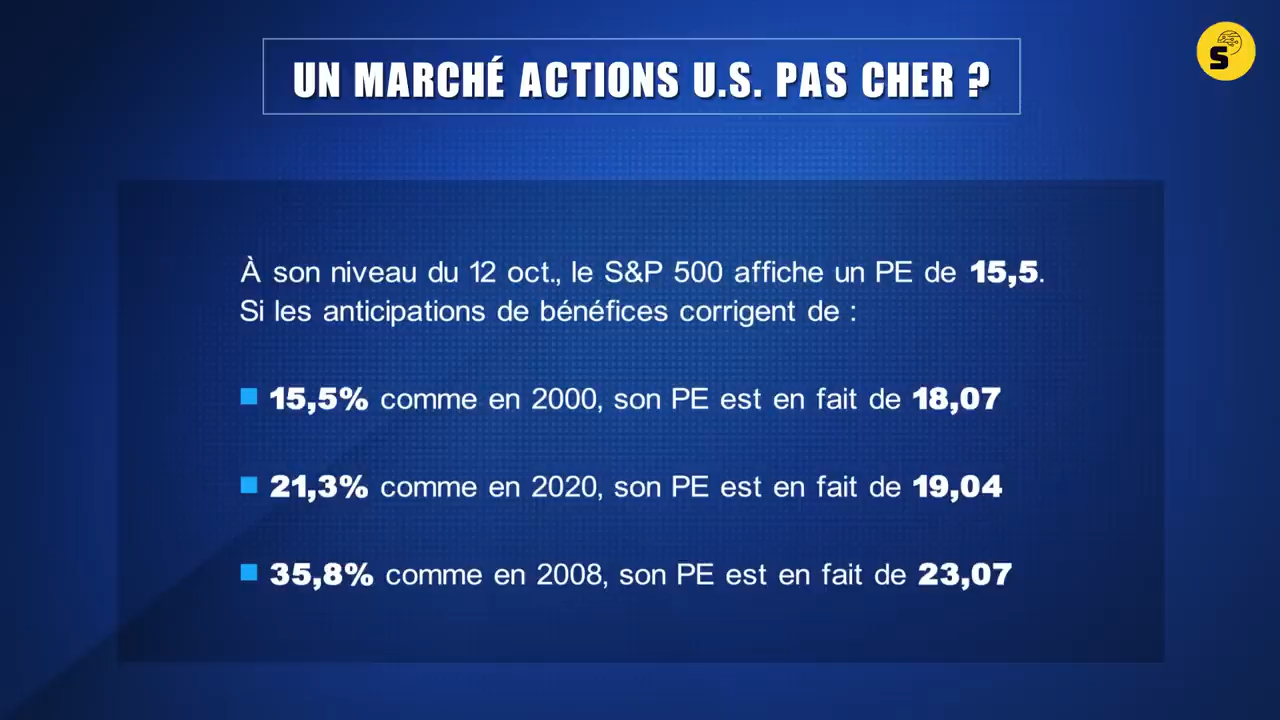 UN MARCHÉ ACTIONS U.S. PAS CHER ?
S
À son niveau du 12 oct., le S&P 500 affiche un PE de 15,5.
Si les anticipations de bénéfices corrigent de :
15,5% comme en 2000, son PE est en fait de 18,07
21,3% comme en 2020, son PE est en fait de 19,04
35,8% comme en 2008, son PE est en fait de 23,07